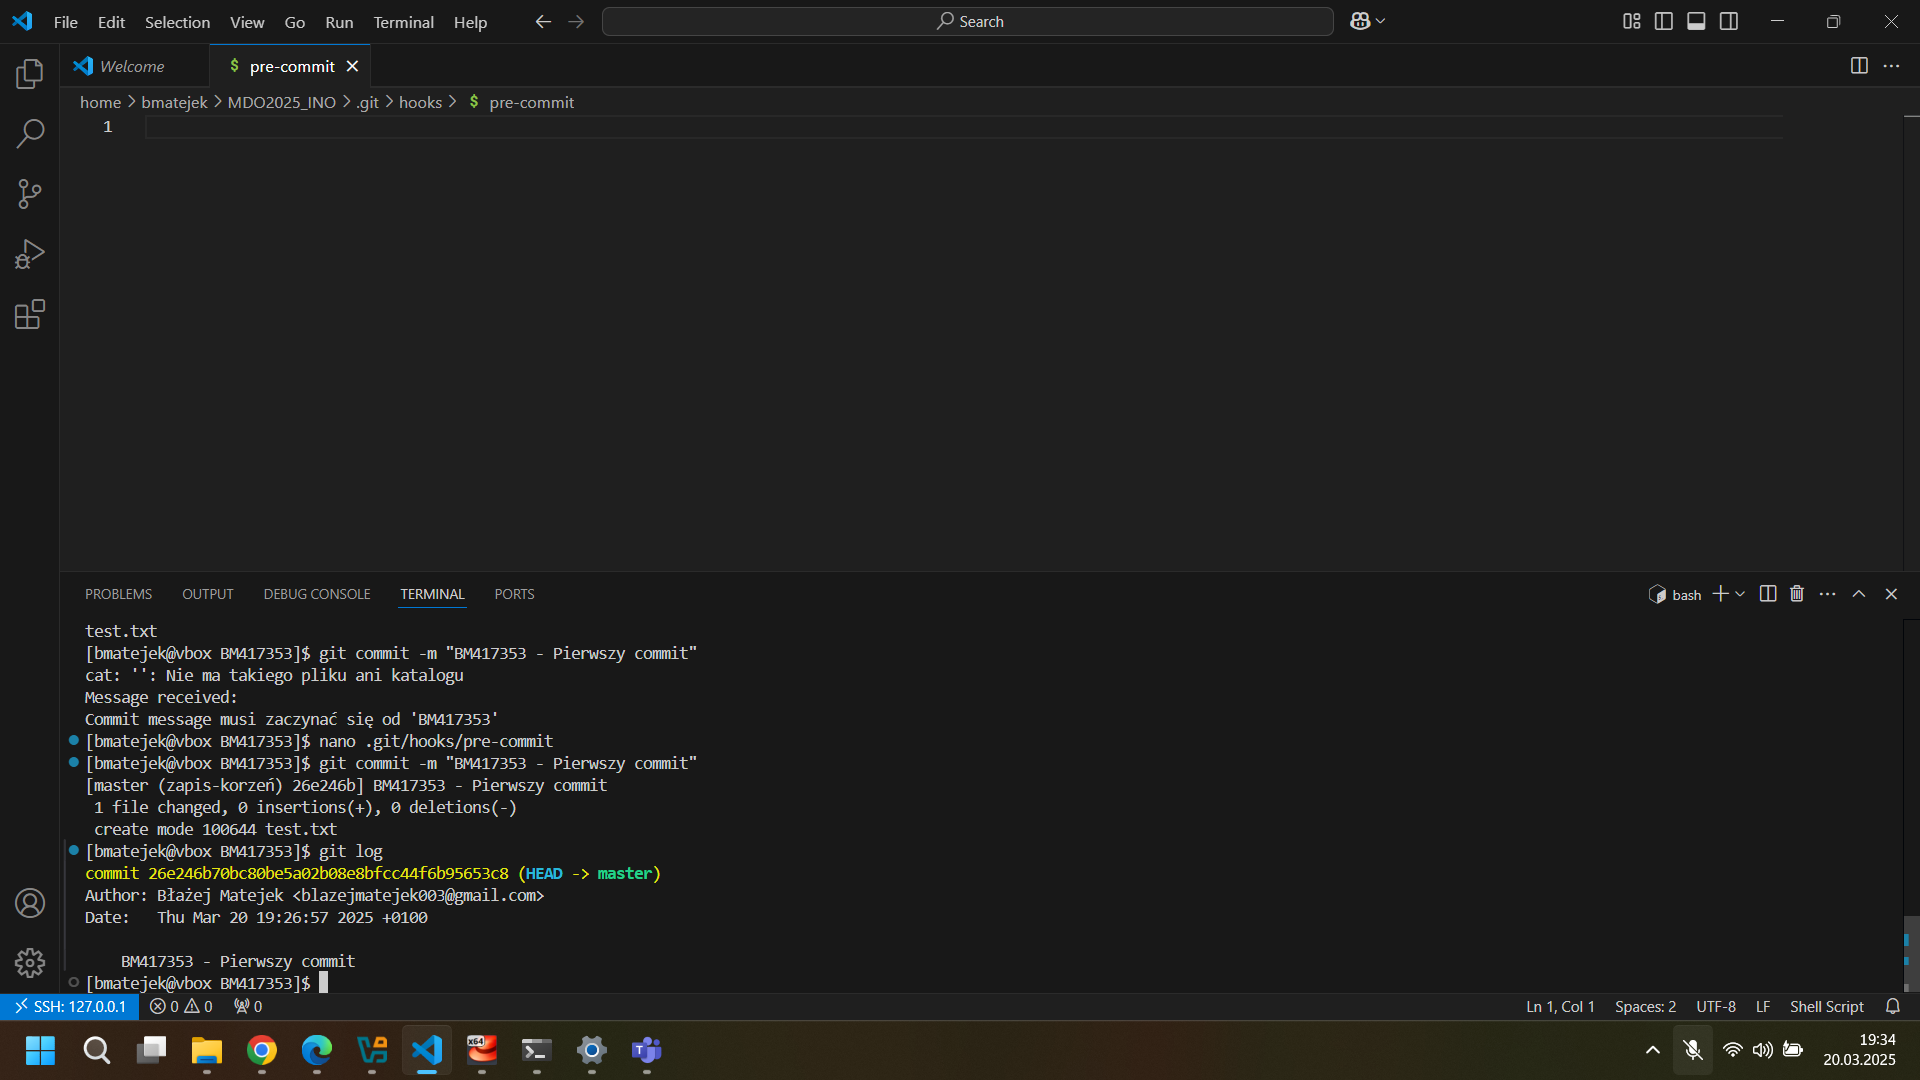 File Edit Selection View Go Run Terminal Help
Search
Welcome
$ pre-commit
home > bmatejek > MDO2025_INO > .git > hooks > $ pre-commit
1
PROBLEMS OUTPUT DEBUG CONSOLE TERMINAL PORTS
bash
test.txt
[bmatejek@vbox BM417353]$ git commit -m "BM417353 - Pierwszy commit"
cat: '': Nie ma takiego pliku ani katalogu
Message received:
Commit message musi zaczynać się od 'BM417353'
[bmatejek@vbox BM417353]$ nano .git/hooks/pre-commit
[bmatejek@vbox BM417353]$ git commit -m "BM417353 - Pierwszy commit"
[master (zapis-korzeń) 26e246b] BM417353 - Pierwszy commit
1 file changed, 0 insertions(+), 0 deletions(-)
create mode 100644 test.txt
[bmatejek@vbox BM417353]$ git log
commit 26e246b70bc80be5a02b08e8bfcc44f6b95653c8 (HEAD -> master)
Author: Błażej Matejek <blazejmatejek003@gmail.com>
Date:   Thu Mar 20 19:26:57 2025 +0100
BM417353 - Pierwszy commit
[bmatejek@vbox BM417353]$
SSH: 127.0.0.1 0 0 0
Ln 1, Col 1 Spaces: 2 UTF-8 LF Shell Script
x64
19:34
20.03.2025